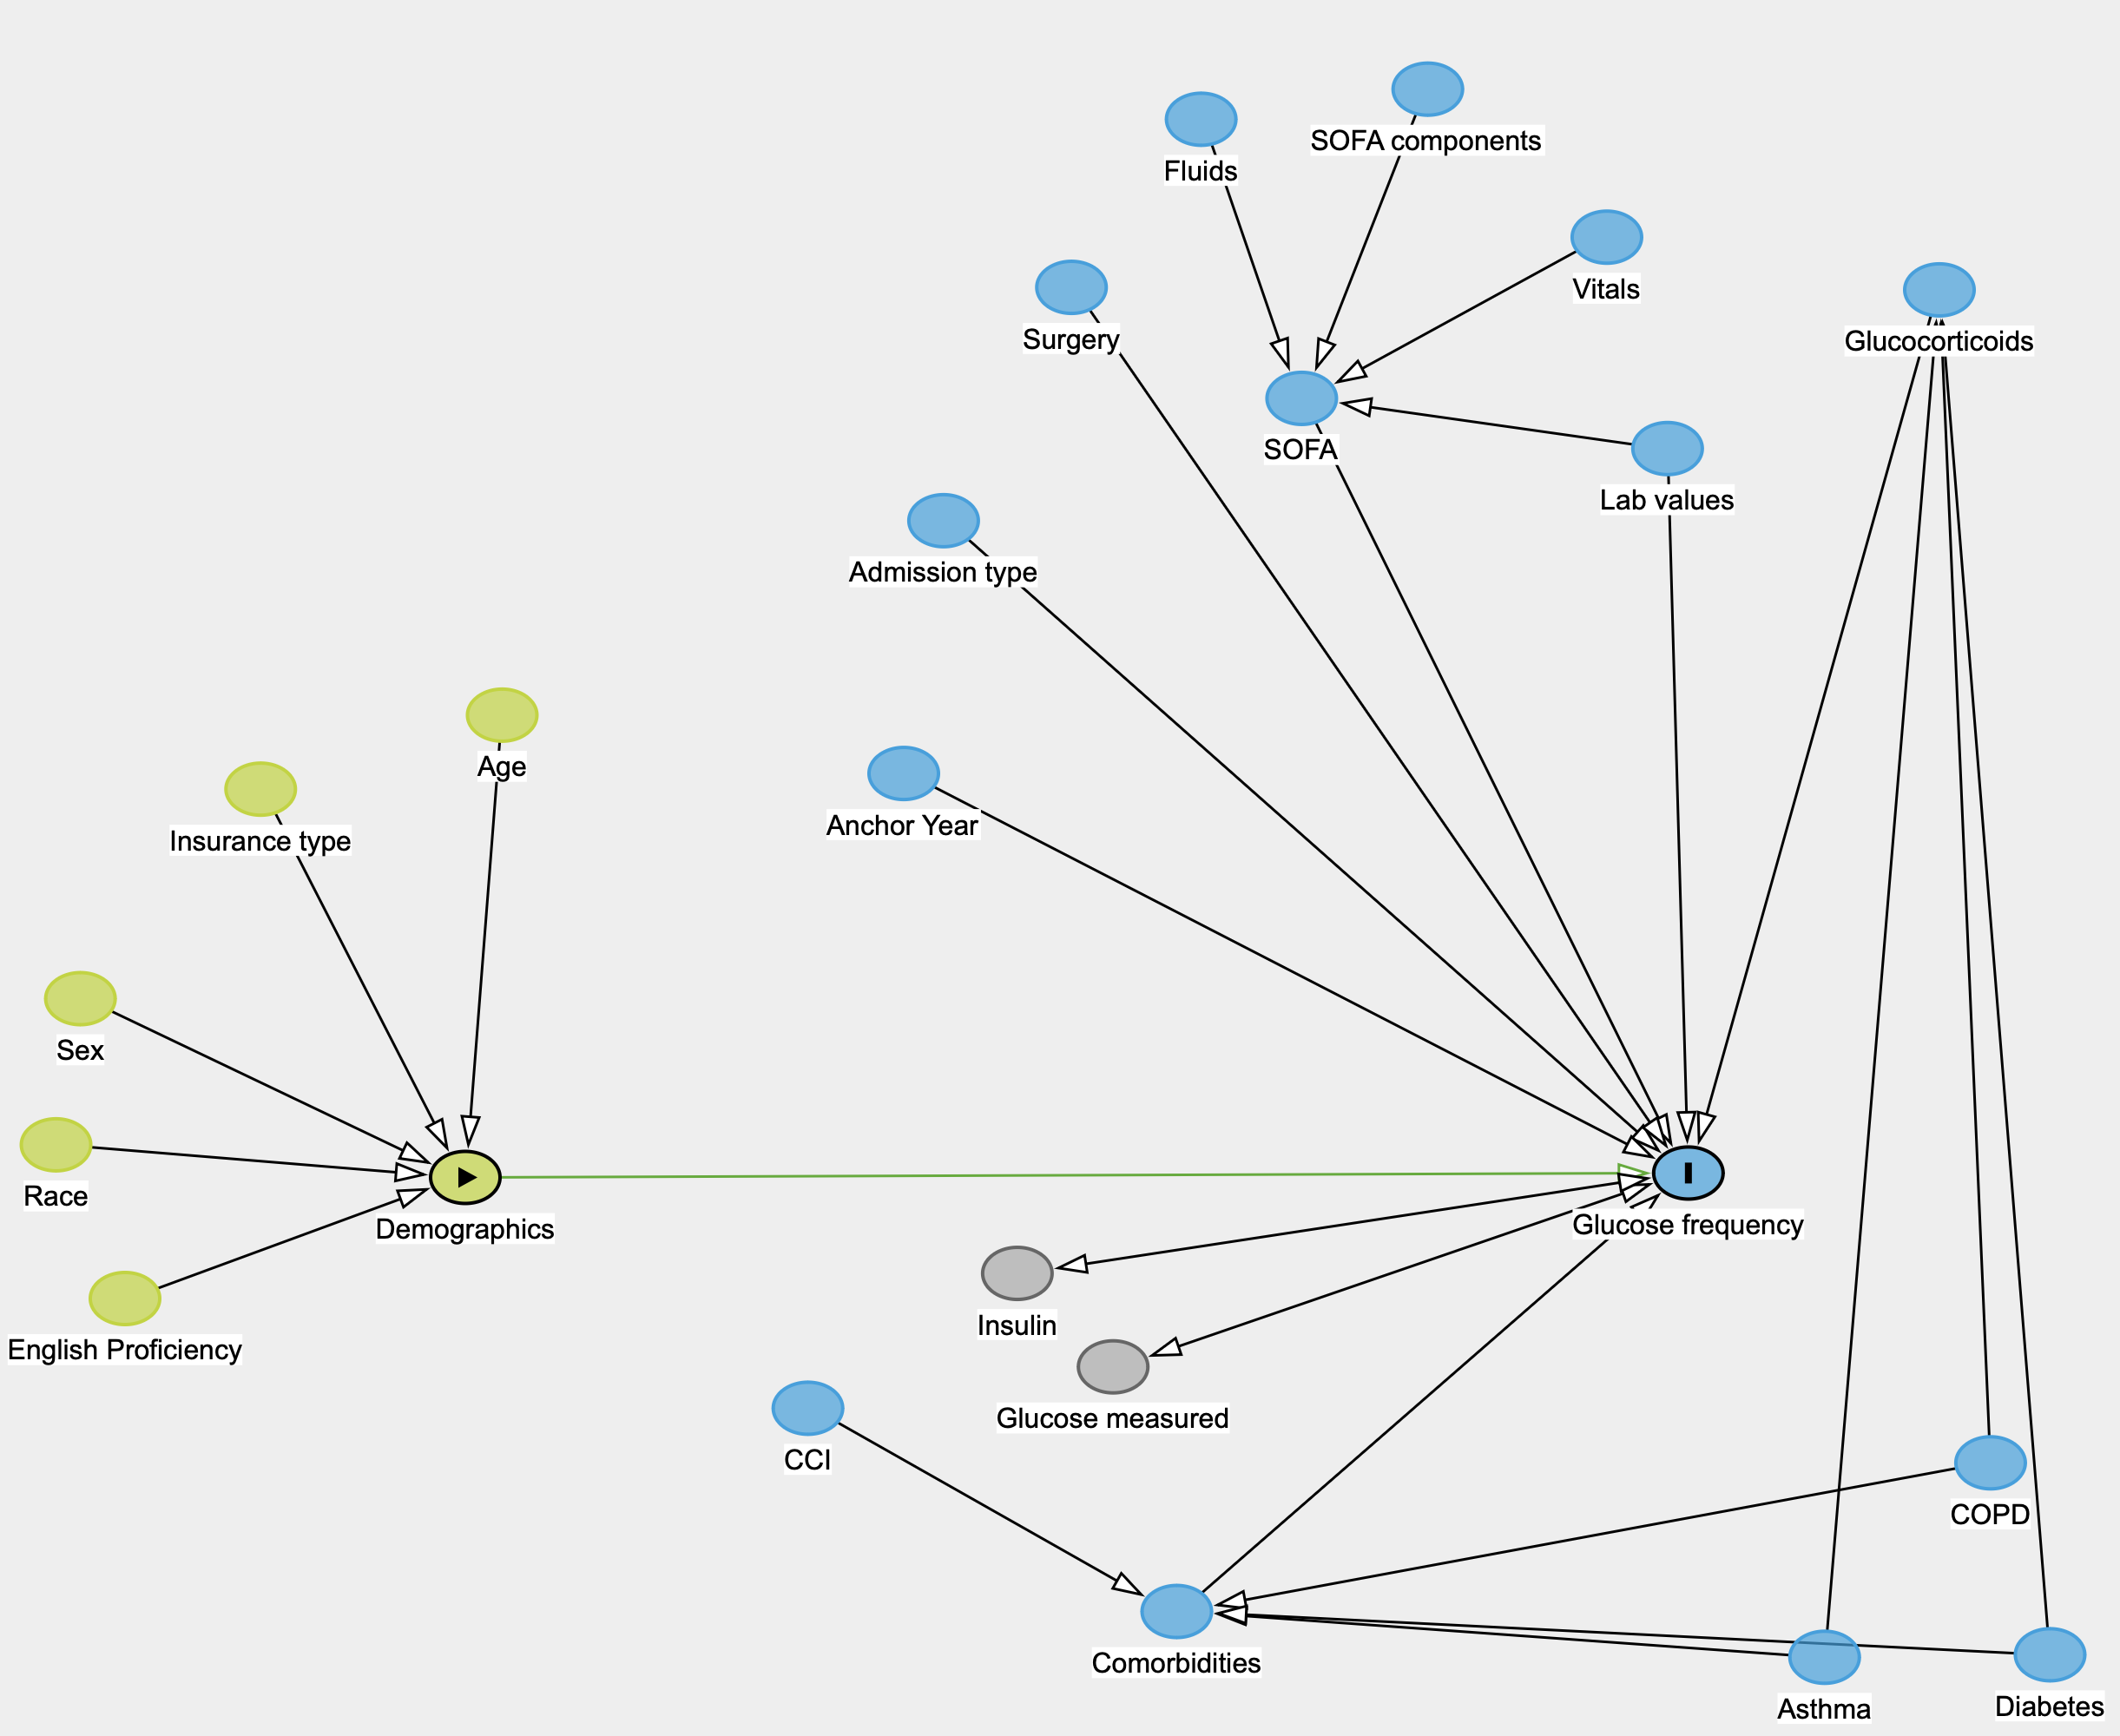 SOFA components
Fluids
Vitals
Surgery
Glucocorticoids
SOFA
Lab values
Admission type
Age
Anchor Year
Insurance type
Sex
Race
Demographics
Glucose frequency
Insulin
English Proficiency
Glucose measured
CCI
COPD
Comorbidities
Asthma
Diabetes